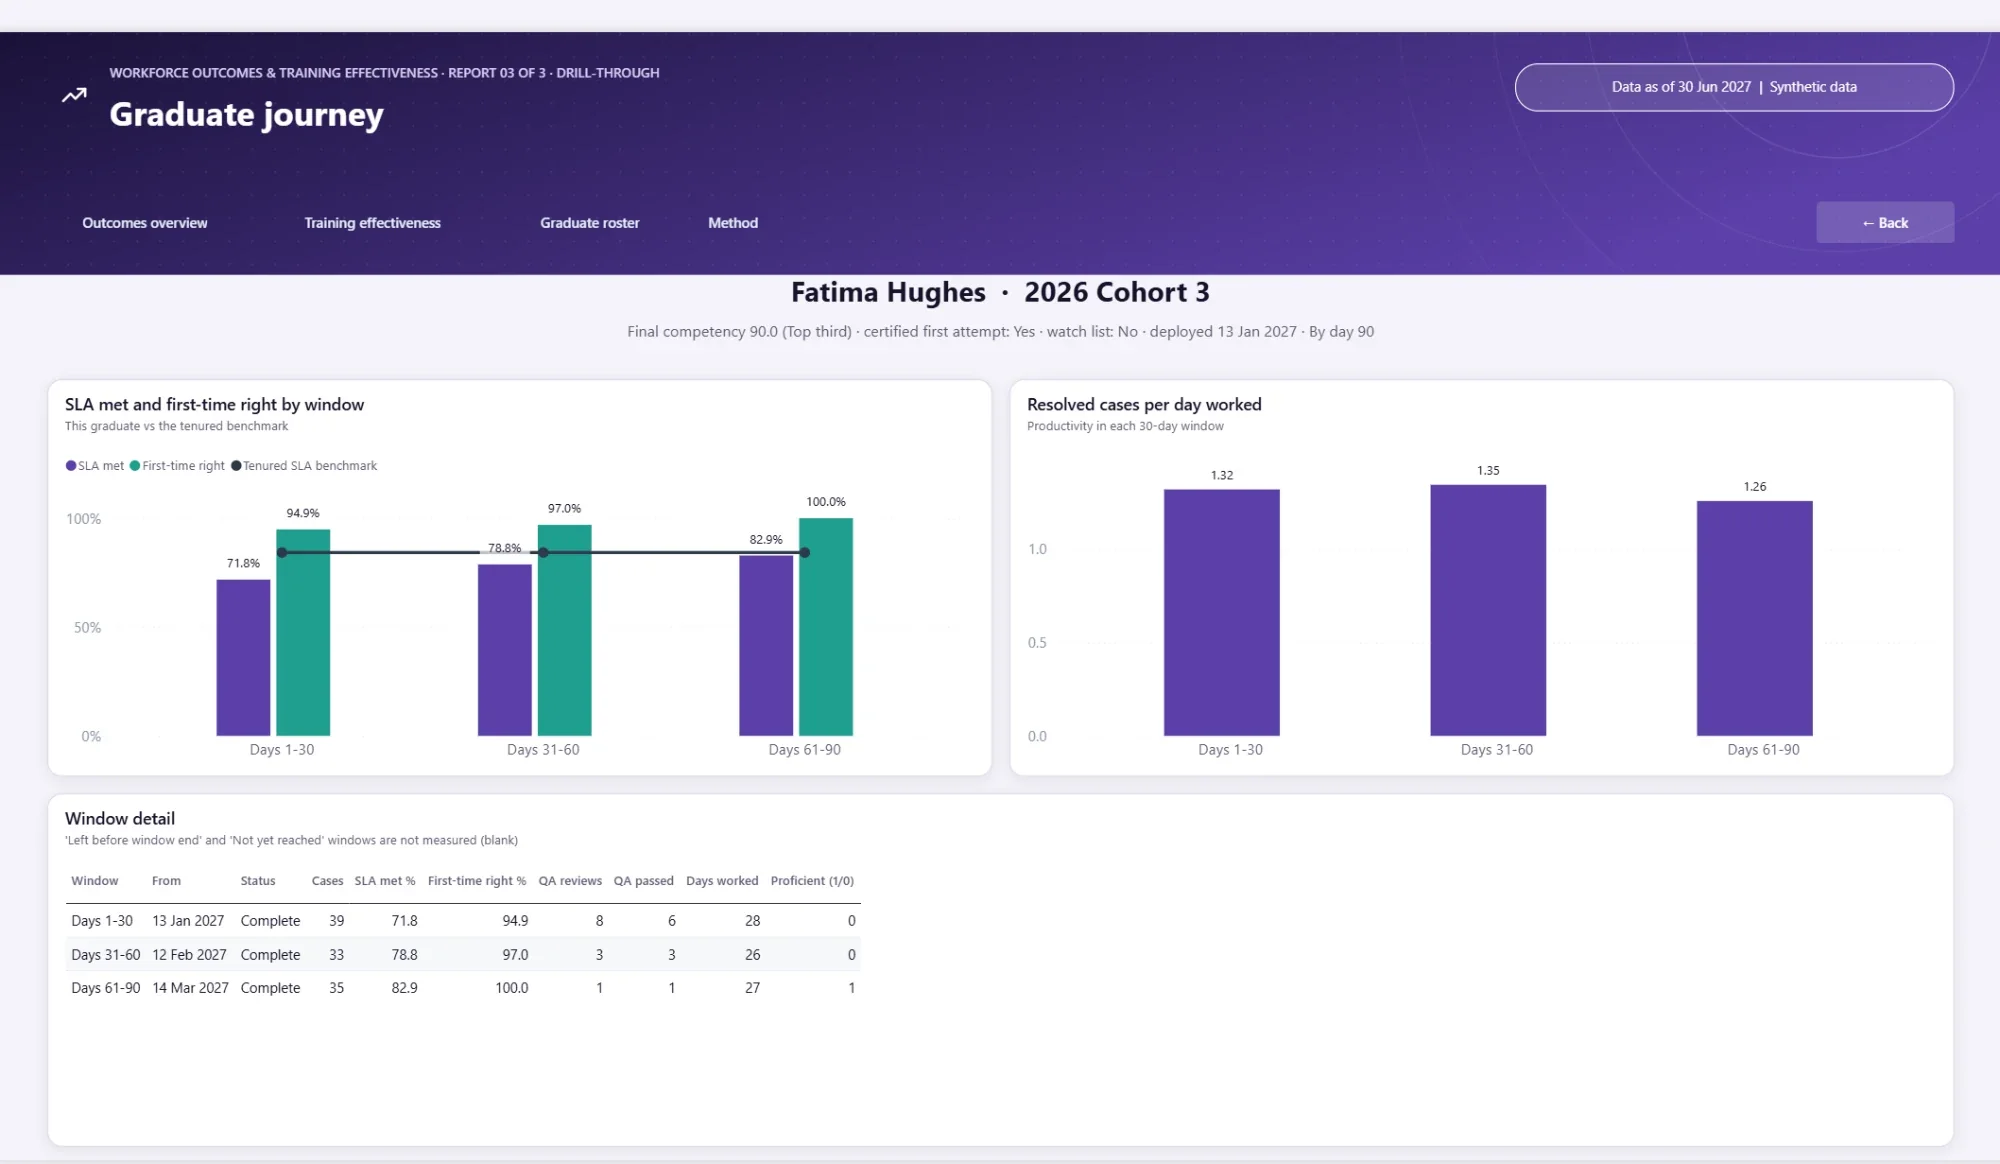 WORKFORCE OUTCOMES & TRAINING EFFECTIVENESS · REPORT 03 OF 3 · DRILL-THROUGH
Graduate journey
Data as of 30 Jun 2027 | Synthetic data
Outcomes overview Training effectiveness Graduate roster Method ← Back
Fatima Hughes · 2026 Cohort 3
Final competency 90.0 (Top third) · certified first attempt: Yes · watch list: No · deployed 13 Jan 2027 · By day 90
SLA met and first-time right by window
This graduate vs the tenured benchmark
SLA met First-time right Tenured SLA benchmark
100%
50%
0%
71.8% 94.9% 78.8% 97.0% 82.9% 100.0%
Days 1-30 Days 31-60 Days 61-90
Resolved cases per day worked
Productivity in each 30-day window
1.32 1.35 1.26
1.0
0.5
0.0
Days 1-30 Days 31-60 Days 61-90
Window detail
'Left before window end' and 'Not yet reached' windows are not measured (blank)
Window From Status Cases SLA met % First-time right % QA reviews QA passed Days worked Proficient (1/0)
Days 1-30 13 Jan 2027 Complete 39 71.8 94.9 8 6 28 0
Days 31-60 12 Feb 2027 Complete 33 78.8 97.0 3 3 26 0
Days 61-90 14 Mar 2027 Complete 35 82.9 100.0 1 1 27 1